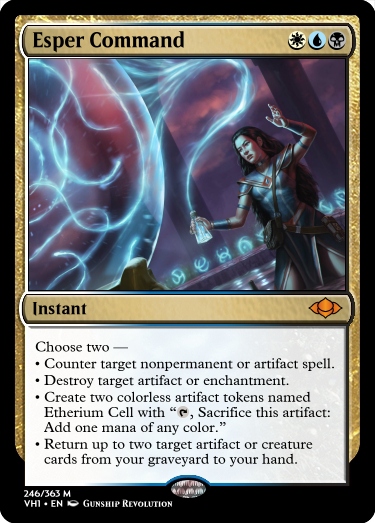 Esper Command
Instant
Choose two —
• Counter target nonpermanent or artifact spell.
• Destroy target artifact or enchantment.
• Create two colorless artifact tokens named
Etherium Cell with “, Sacrifice this artifact:
Add one mana of any color.”
• Return up to two target artifact or creature
cards from your graveyard to your hand.
246/363 M
VH1 • EN Gunship Revolution